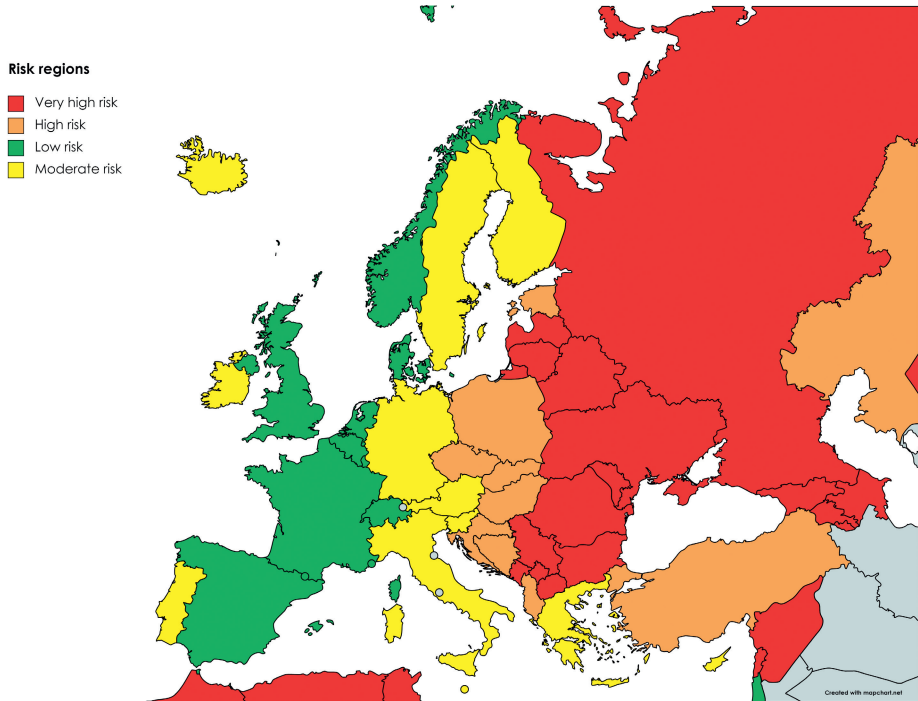 Risk regions
Very high risk
High risk
Low risk
Moderate risk
Created with mapchart.net